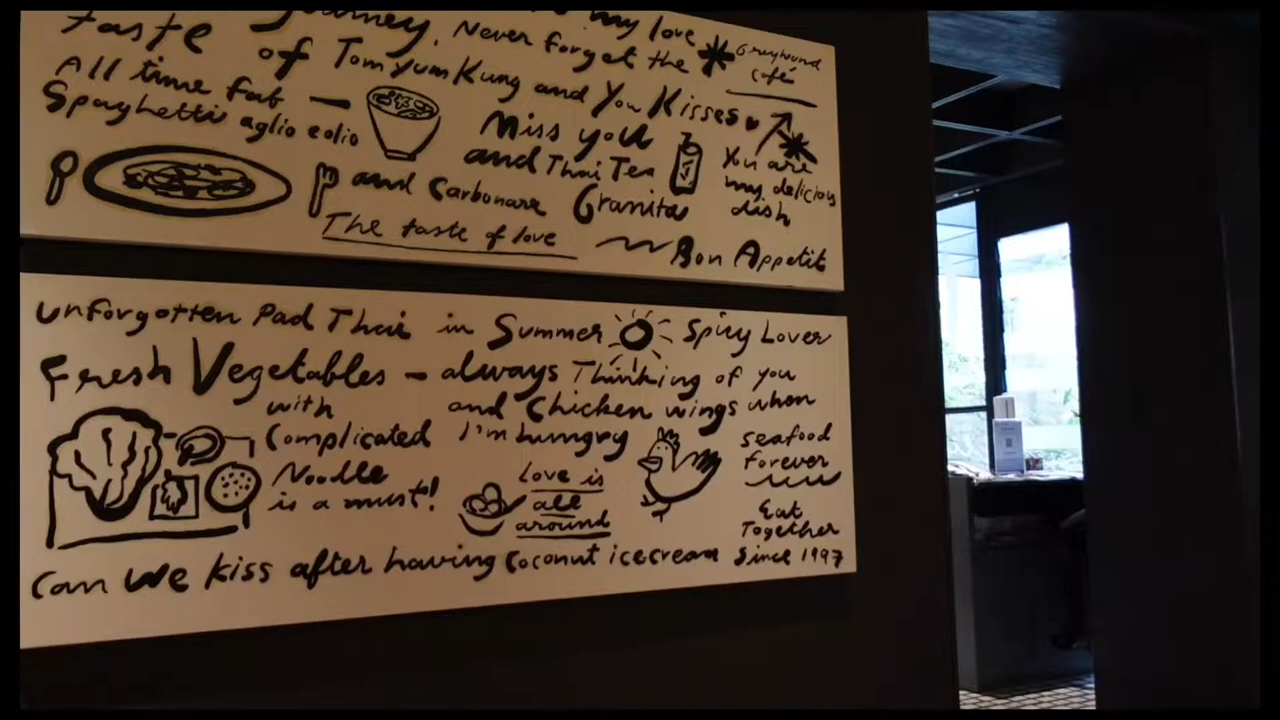 taste Journey. Never forget the
my love
of Tom Yum Kung and You Kisses
Greyhound
Café
All time fab —
Spaghetti aglio eolio
Miss you
and Thai Tea
and Carbonara Granita
You are
my delicious
dish
The taste of love
Bon Appetit
Unforgotten Pad Thai in Summer Spicy Lover
Fresh Vegetables - always Thinking of you
with and Chicken wings when
Complicated I'm hungry
Noodle
is a must!
Love is
all
around
seafood
forever
Eat
Together
Since 1997
Can we kiss after having Coconut icecream